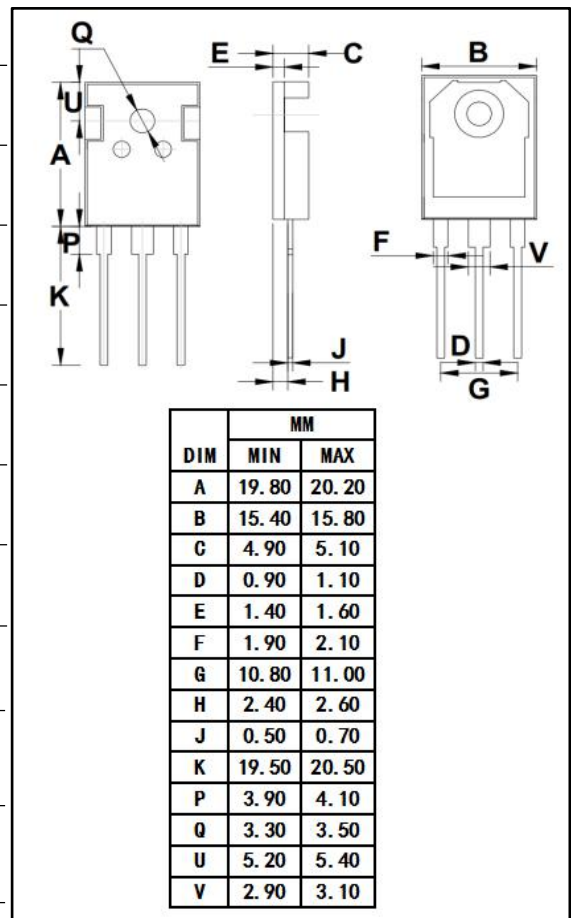 Q
E C B
U
A
P
K
F V
D
J
H G
MM
DIM MIN MAX
A 19.80 20.20
B 15.40 15.80
C 4.90 5.10
D 0.90 1.10
E 1.40 1.60
F 1.90 2.10
G 10.80 11.00
H 2.40 2.60
J 0.50 0.70
K 19.50 20.50
P 3.90 4.10
Q 3.30 3.50
U 5.20 5.40
V 2.90 3.10